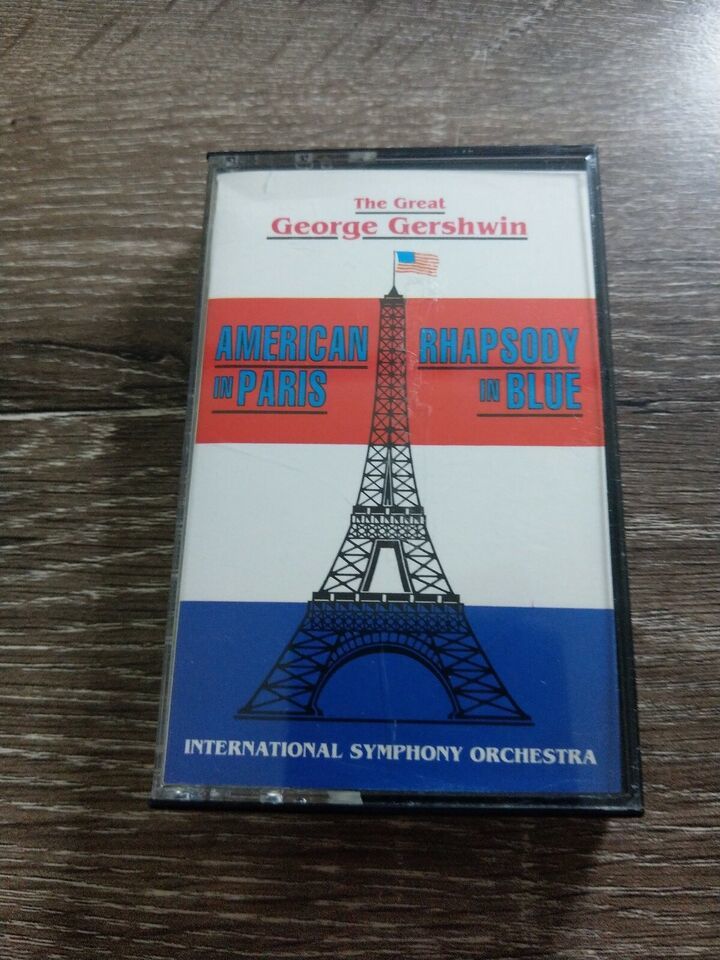 The Great
George Gershwin
AMERICAN
IN PARIS
RHAPSODY
IN BLUE
INTERNATIONAL SYMPHONY ORCHESTRA